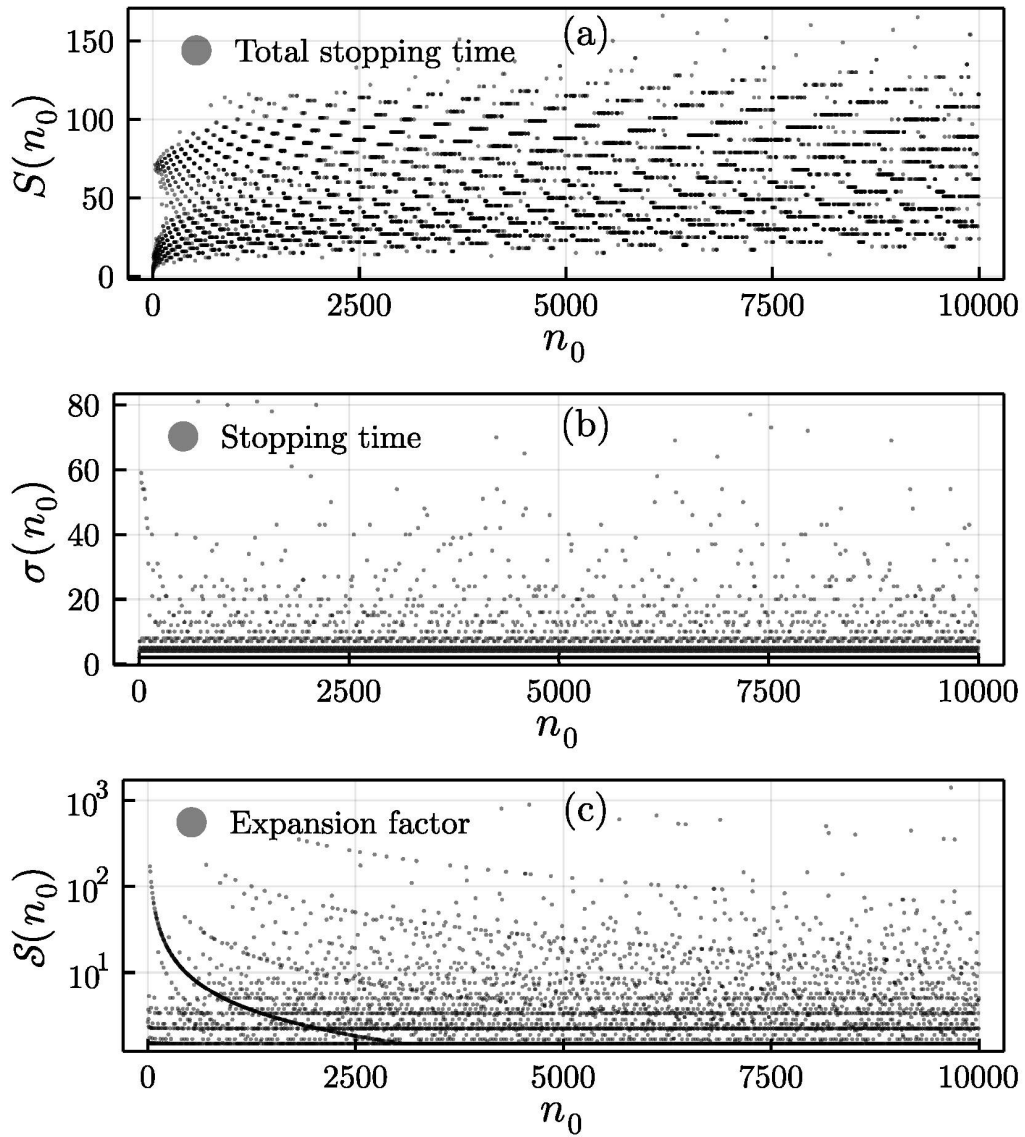 (a)
Total stopping time
150
100
50
0
S(n₀)
0 2500 5000 7500 10000
n₀
(b)
Stopping time
80
60
40
20
0
σ(n₀)
0 2500 5000 7500 10000
n₀
(c)
Expansion factor
10³
10²
10¹
𝒮(n₀)
0 2500 5000 7500 10000
n₀